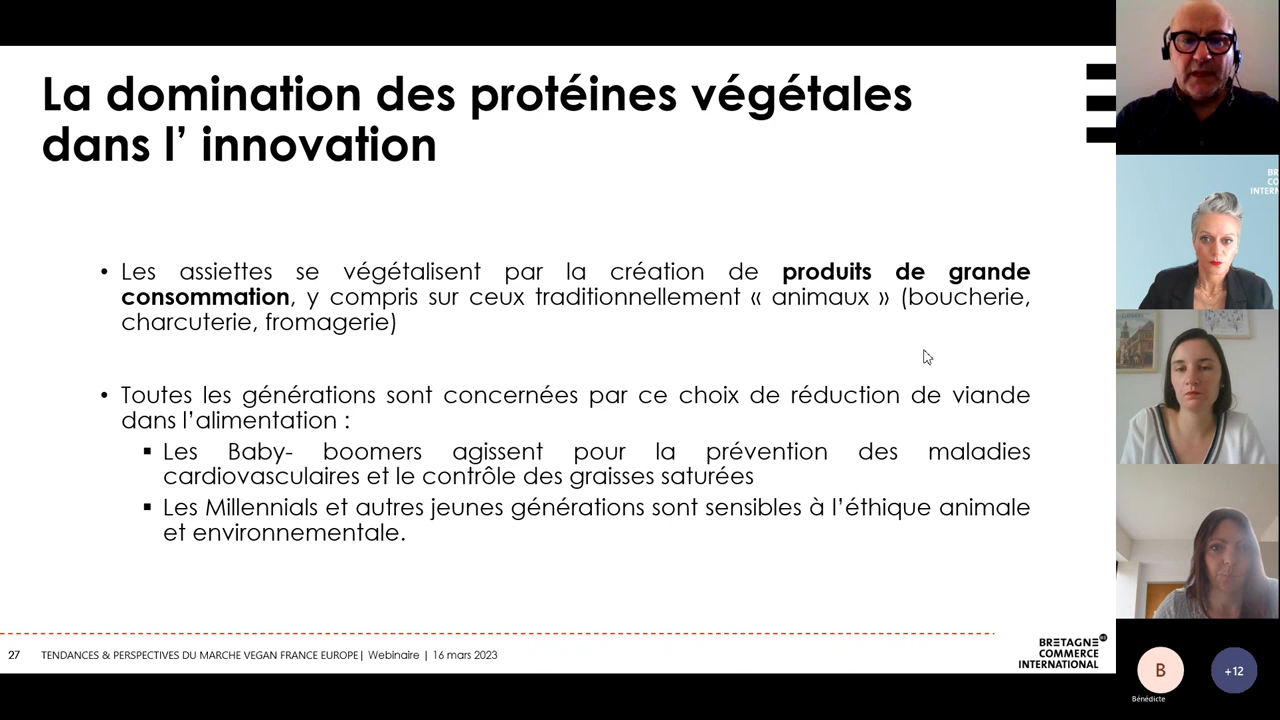 La domination des protéines végétales
dans l’ innovation
• Les assiettes se végétalisent par la création de produits de grande
consommation, y compris sur ceux traditionnellement « animaux » (boucherie,
charcuterie, fromagerie)
• Toutes les générations sont concernées par ce choix de réduction de viande
dans l’alimentation :
▪ Les Baby- boomers agissent pour la prévention des maladies
cardiovasculaires et le contrôle des graisses saturées
▪ Les Millennials et autres jeunes générations sont sensibles à l’éthique animale
et environnementale.
27 TENDANCES & PERSPECTIVES DU MARCHE VEGAN FRANCE EUROPE| Webinaire | 16 mars 2023
BRETAGNE
COMMERCE
INTERNATIONAL
BR
CO
INTERN
B
Bénédicte
+12